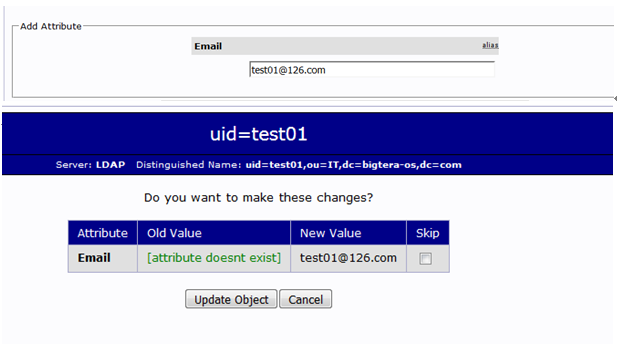 Add Attribute
Email alias
test01@126.com
uid=test01
Server: LDAP Distinguished Name: uid=test01,ou=IT,dc=bigtera-os,dc=com
Do you want to make these changes?
Attribute Old Value New Value Skip
Email [attribute doesnt exist] test01@126.com
Update Object Cancel